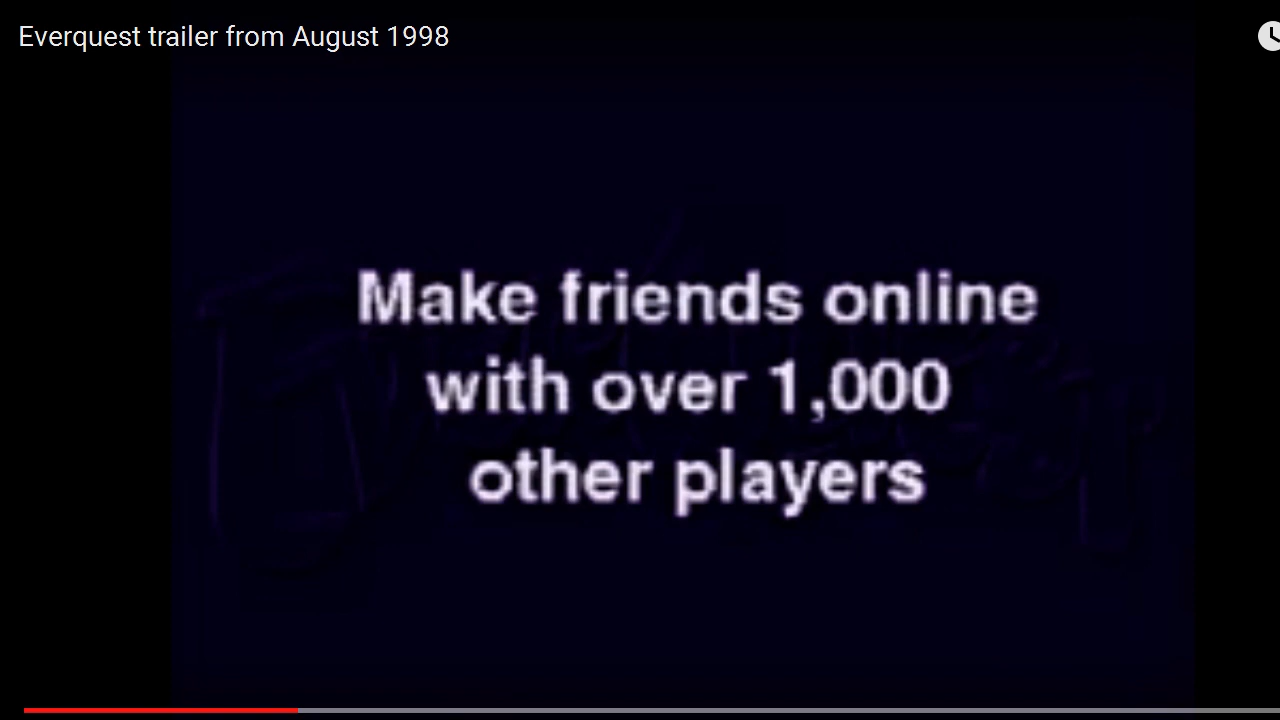 Everquest trailer from August 1998
Make friends online
with over 1,000
other players